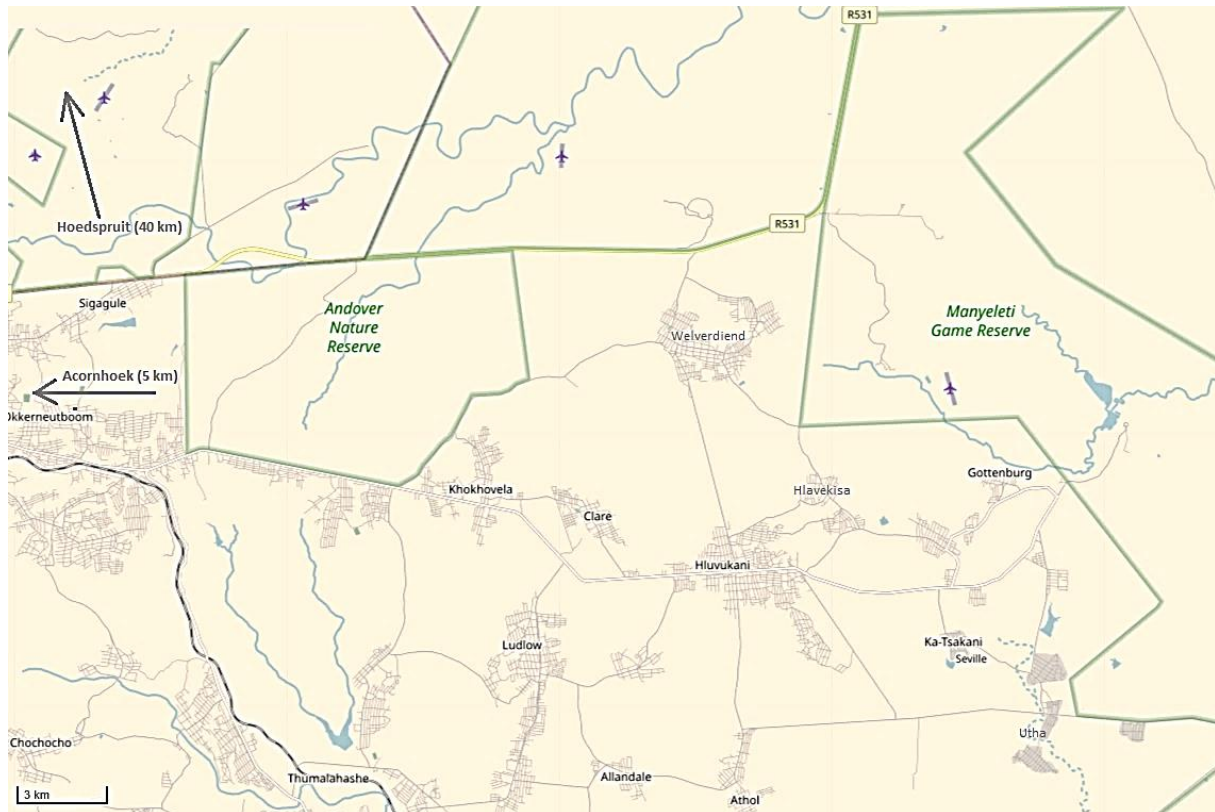 R531
Hoedspruit (40 km)
R531
Sigagule
Andover
Nature
Reserve
Manyeleti
Game Reserve
Welverdiend
Acornhoek (5 km)
Okkerneutboom
Khokhovela
Clare
Hlavekisa
Gottenburg
Hluvukani
Ludlow
Ka-Tsakani
Seville
Utha
Chochocho
Thumalahashe
Allandale
Athol
3 km